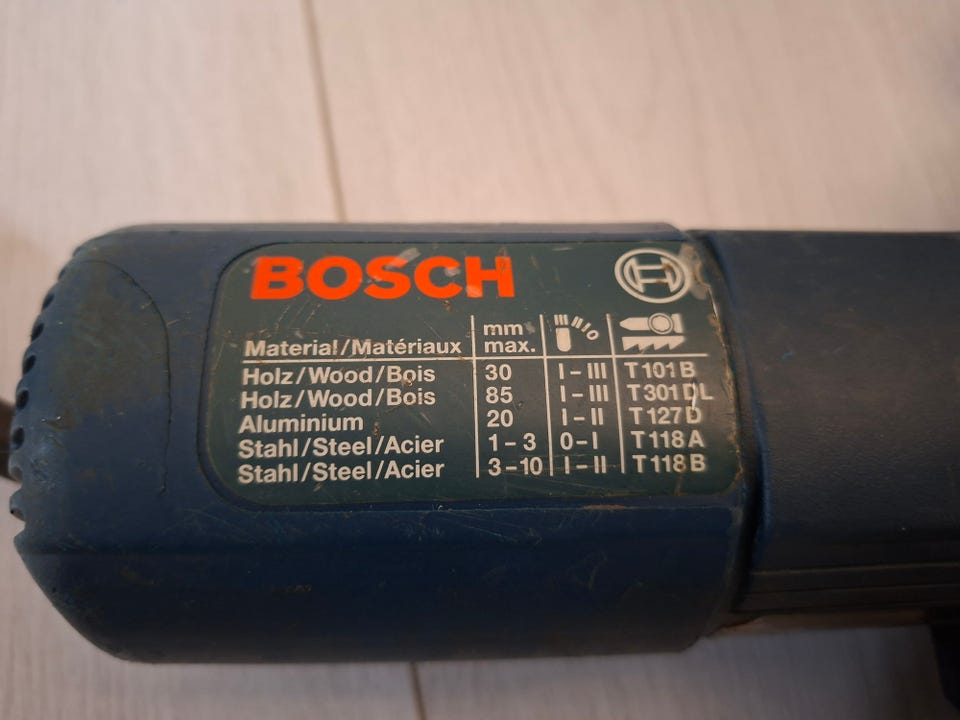 BOSCH
Material/Matériaux mm max.
Holz/Wood/Bois 30 I-III T101B
Holz/Wood/Bois 85 I-III T301DL
Aluminium 20 I-II T127D
Stahl/Steel/Acier 1-3 0-I T118A
Stahl/Steel/Acier 3-10 I-II T118B